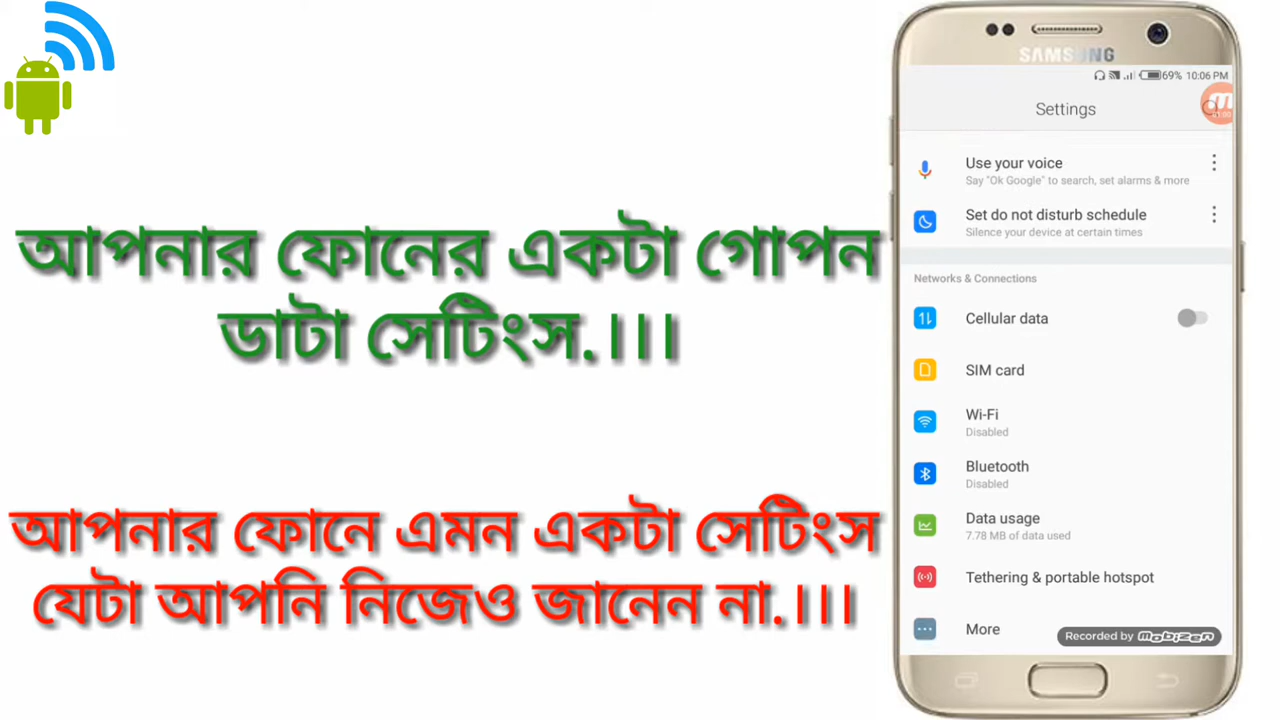 আপনার ফোনের একটা গোপন
ডাটা সেটিংস.।।।
আপনার ফোনে এমন একটা সেটিংস
যেটা আপনি নিজেও জানেন না.।।।
SAMSUNG
69% 10:06 PM
Settings
01:00
Use your voice
Say "Ok Google" to search, set alarms & more
Set do not disturb schedule
Silence your device at certain times
Networks & Connections
Cellular data
SIM card
Wi-Fi
Disabled
Bluetooth
Disabled
Data usage
7.78 MB of data used
Tethering & portable hotspot
More
Recorded by mobizen